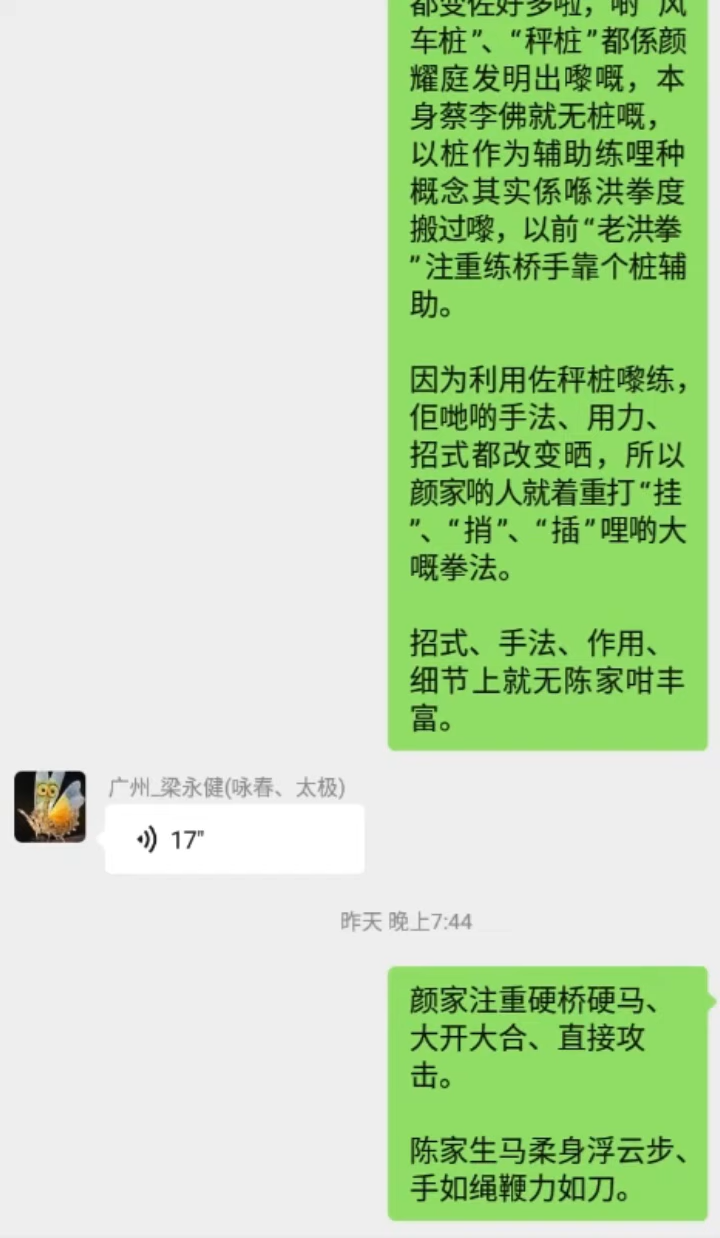 都变佐好多啦，啲“风
车桩”、“秤桩”都係颜
耀庭发明出嚟嘅，本
身蔡李佛就无桩嘅，
以桩作为辅助练哩种
概念其实係喺洪拳度
搬过嚟，以前“老洪拳
”注重练桥手靠个桩辅
助。
因为利用佐秤桩嚟练，
佢哋啲手法、用力、
招式都改变晒，所以
颜家啲人就着重打“挂
”、“捎”、“插”哩啲大
嘅拳法。
招式、手法、作用、
细节上就无陈家咁丰
富。
广州_梁永健(咏春、太极)
17"
昨天 晚上7:44
颜家注重硬桥硬马、
大开大合、直接攻
击。
陈家生马柔身浮云步、
手如绳鞭力如刀。